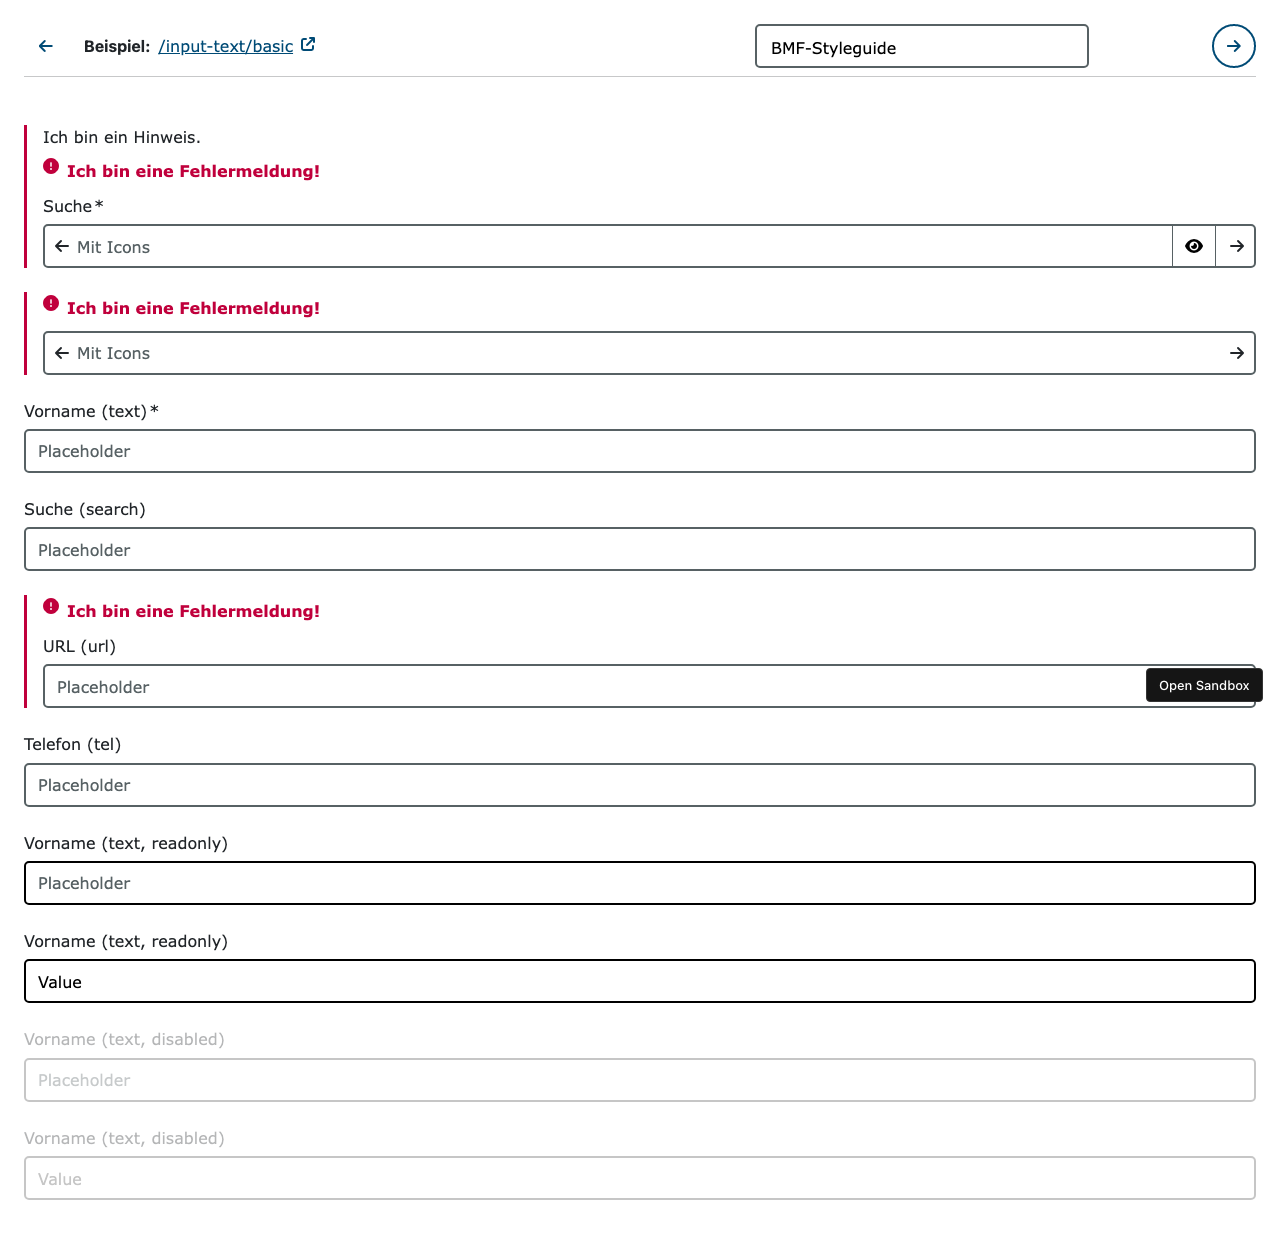 Beispiel: /input-text/basic
BMF-Styleguide
Ich bin ein Hinweis.
Ich bin eine Fehlermeldung!
Suche*
Mit Icons
Ich bin eine Fehlermeldung!
Mit Icons
Vorname (text)*
Placeholder
Suche (search)
Placeholder
Ich bin eine Fehlermeldung!
URL (url)
Placeholder
Open Sandbox
Telefon (tel)
Placeholder
Vorname (text, readonly)
Placeholder
Vorname (text, readonly)
Value
Vorname (text, disabled)
Placeholder
Vorname (text, disabled)
Value